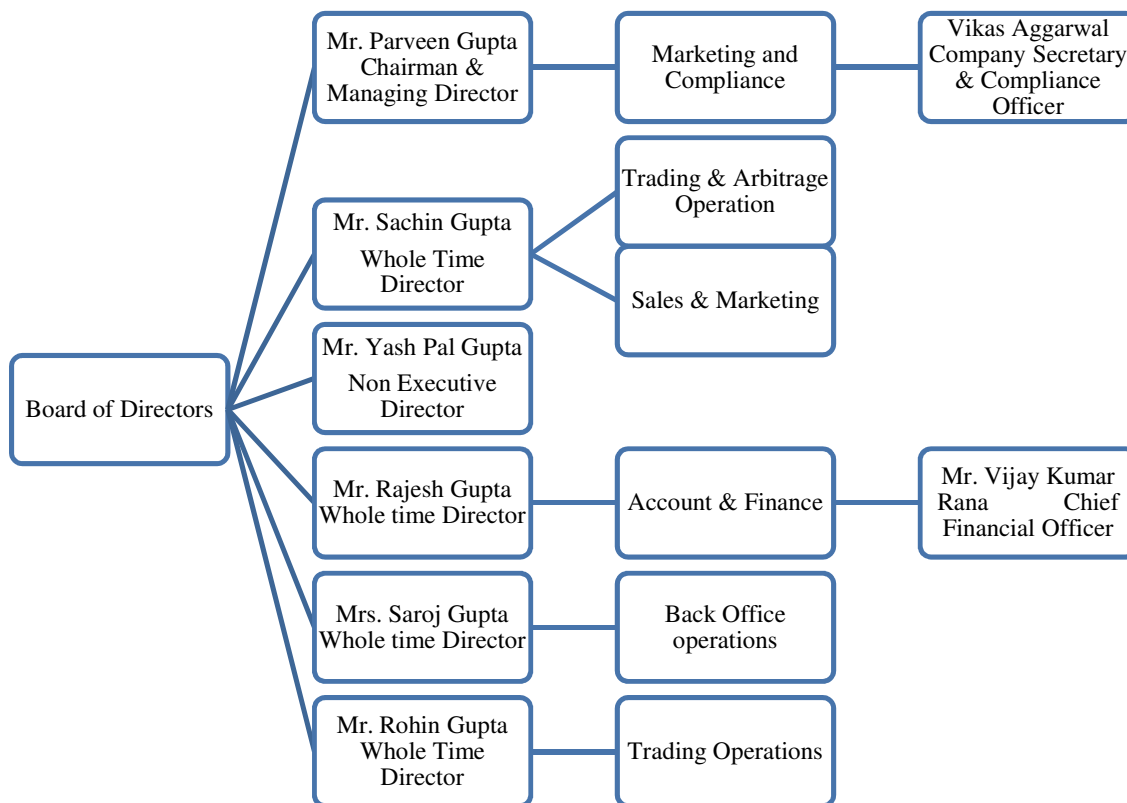 Mr. Parveen Gupta
Chairman &
Managing Director
Marketing and
Compliance
Vikas Aggarwal
Company Secretary
& Compliance
Officer
Mr. Sachin Gupta
Whole Time
Director
Trading & Arbitrage
Operation
Sales & Marketing
Board of Directors
Mr. Yash Pal Gupta
Non Executive
Director
Mr. Rajesh Gupta
Whole time Director
Account & Finance
Mr. Vijay Kumar
Rana Chief
Financial Officer
Mrs. Saroj Gupta
Whole time Director
Back Office
operations
Mr. Rohin Gupta
Whole Time
Director
Trading Operations